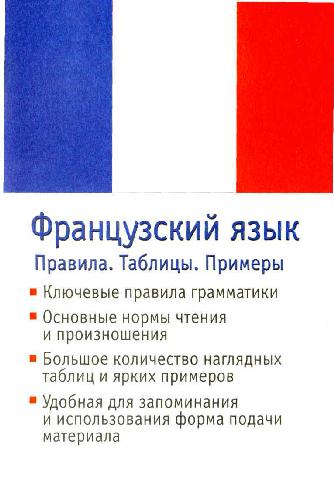 Французский язык
Правила. Таблицы. Примеры
Ключевые правила грамматики
Основные нормы чтения
и произношения
Большое количество наглядных
таблиц и ярких примеров
Удобная для запоминания
и использования форма подачи
материала